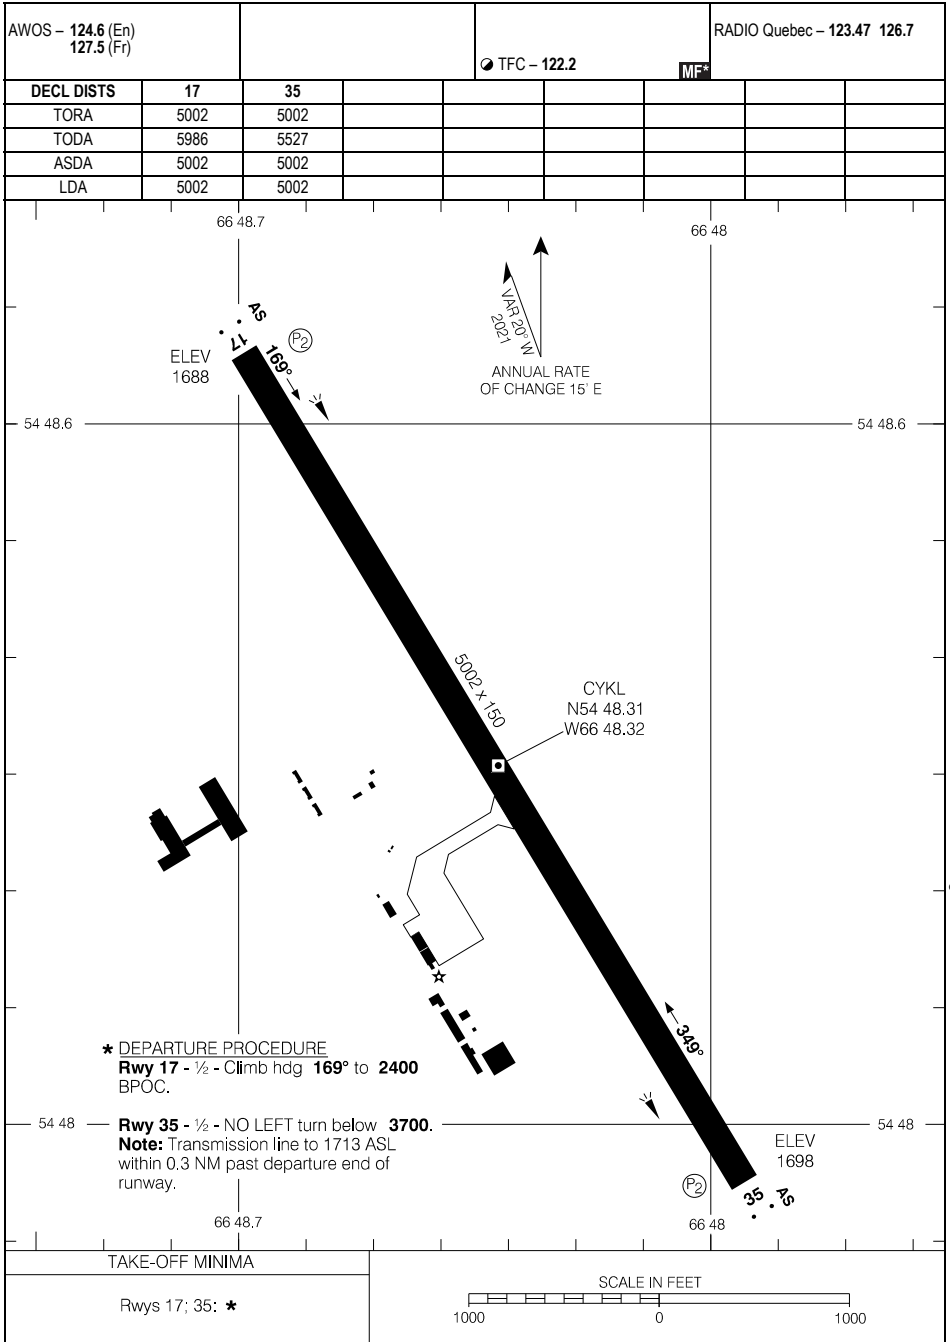 AWOS – 124.6 (En)
127.5 (Fr)
TFC – 122.2
MF*
RADIO Quebec – 123.47 126.7
DECL DISTS 17 35
TORA 5002 5002
TODA 5986 5527
ASDA 5002 5002
LDA 5002 5002
66 48.7
66 48
AS
17
P2
169°
ELEV
1688
VAR 20° W
2021
ANNUAL RATE
OF CHANGE 15' E
54 48.6
54 48.6
5002 x 150
CYKL
N54 48.31
W66 48.32
349°
* DEPARTURE PROCEDURE
Rwy 17 - ½ - Climb hdg 169° to 2400
BPOC.
54 48
Rwy 35 - ½ - NO LEFT turn below 3700.
54 48
Note: Transmission line to 1713 ASL
within 0.3 NM past departure end of
runway.
ELEV
1698
P2
35
AS
66 48.7
66 48
TAKE-OFF MINIMA
Rwys 17; 35: *
SCALE IN FEET
1000 0 1000